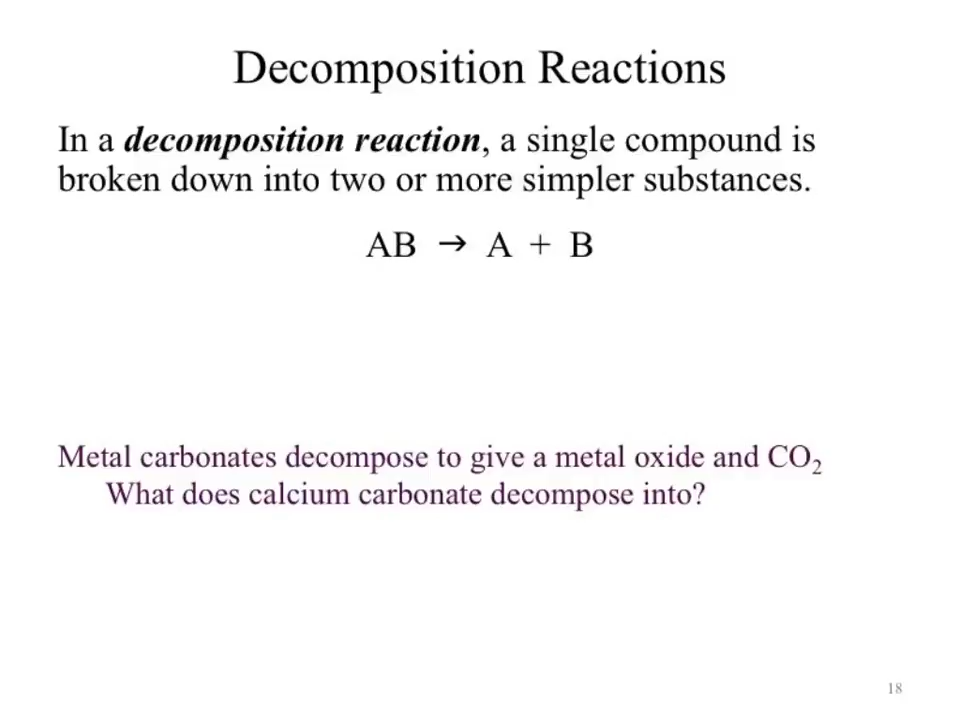 Decomposition Reactions
In a decomposition reaction, a single compound is
broken down into two or more simpler substances.
AB → A + B
Metal carbonates decompose to give a metal oxide and CO₂
What does calcium carbonate decompose into?
18